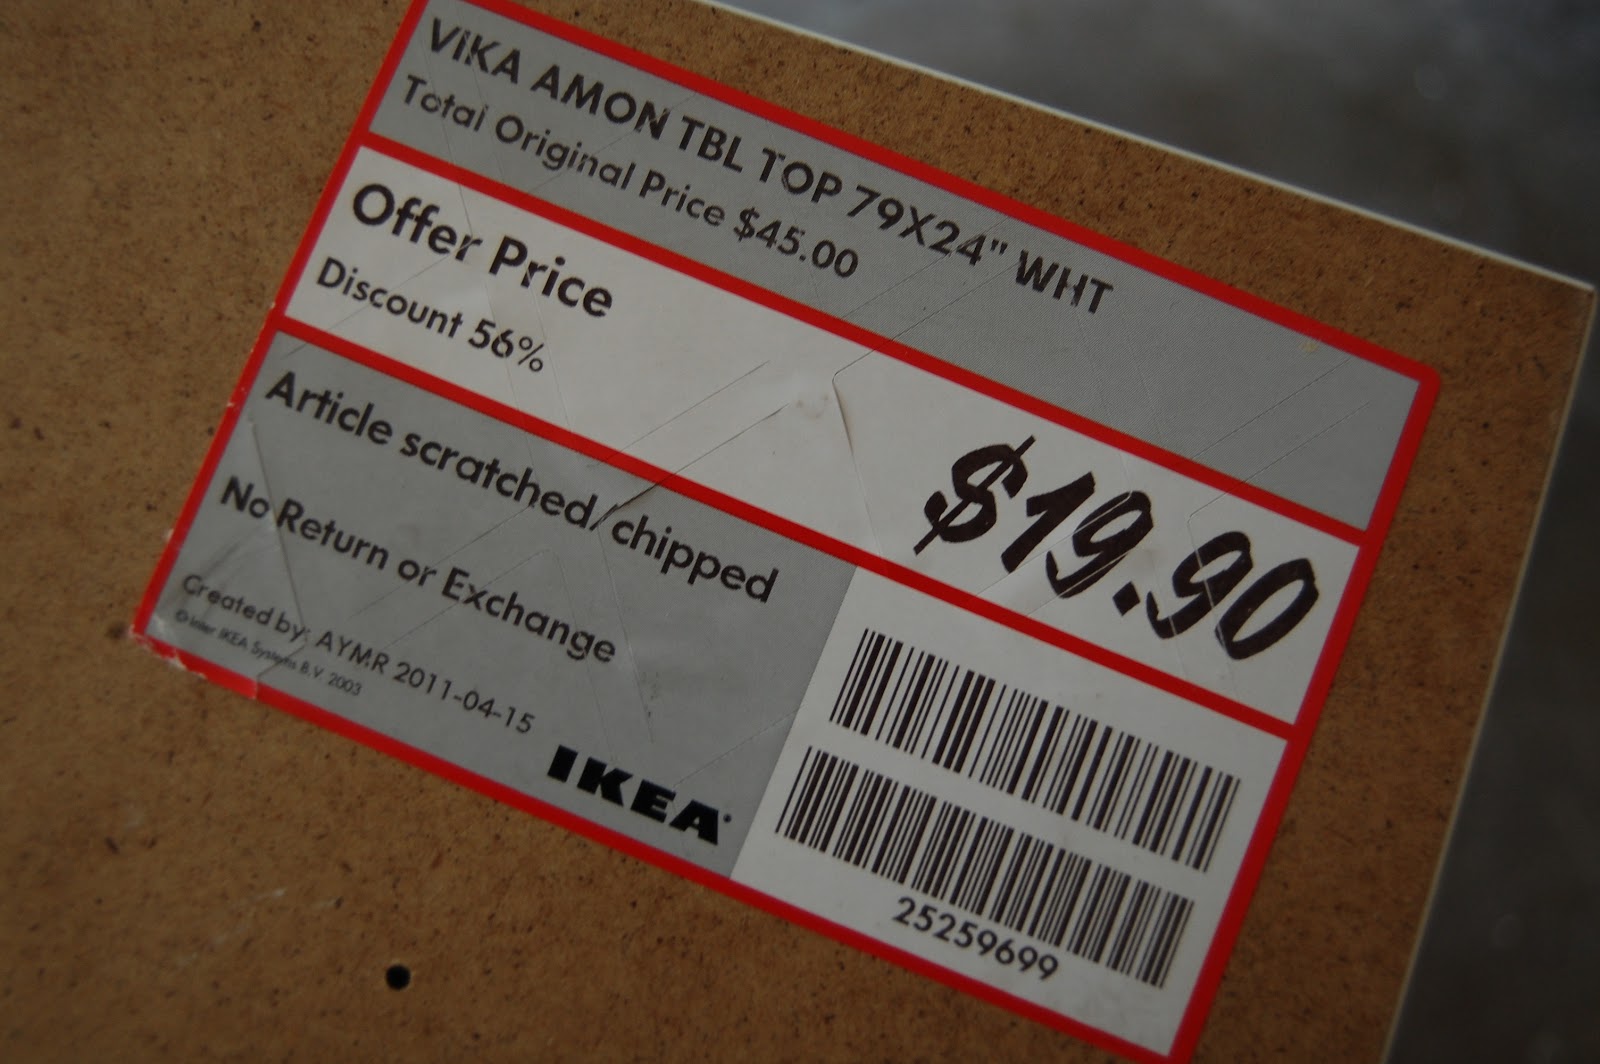 VIKA AMON TBL TOP 79X24" WHT
Total Original Price $45.00
Offer Price
Discount 56%
$19.90
Article scratched/ chipped
No Return or Exchange
Created by: AYMR 2011-04-15
© Inter IKEA Systems B.V. 2003
IKEA®
25259699